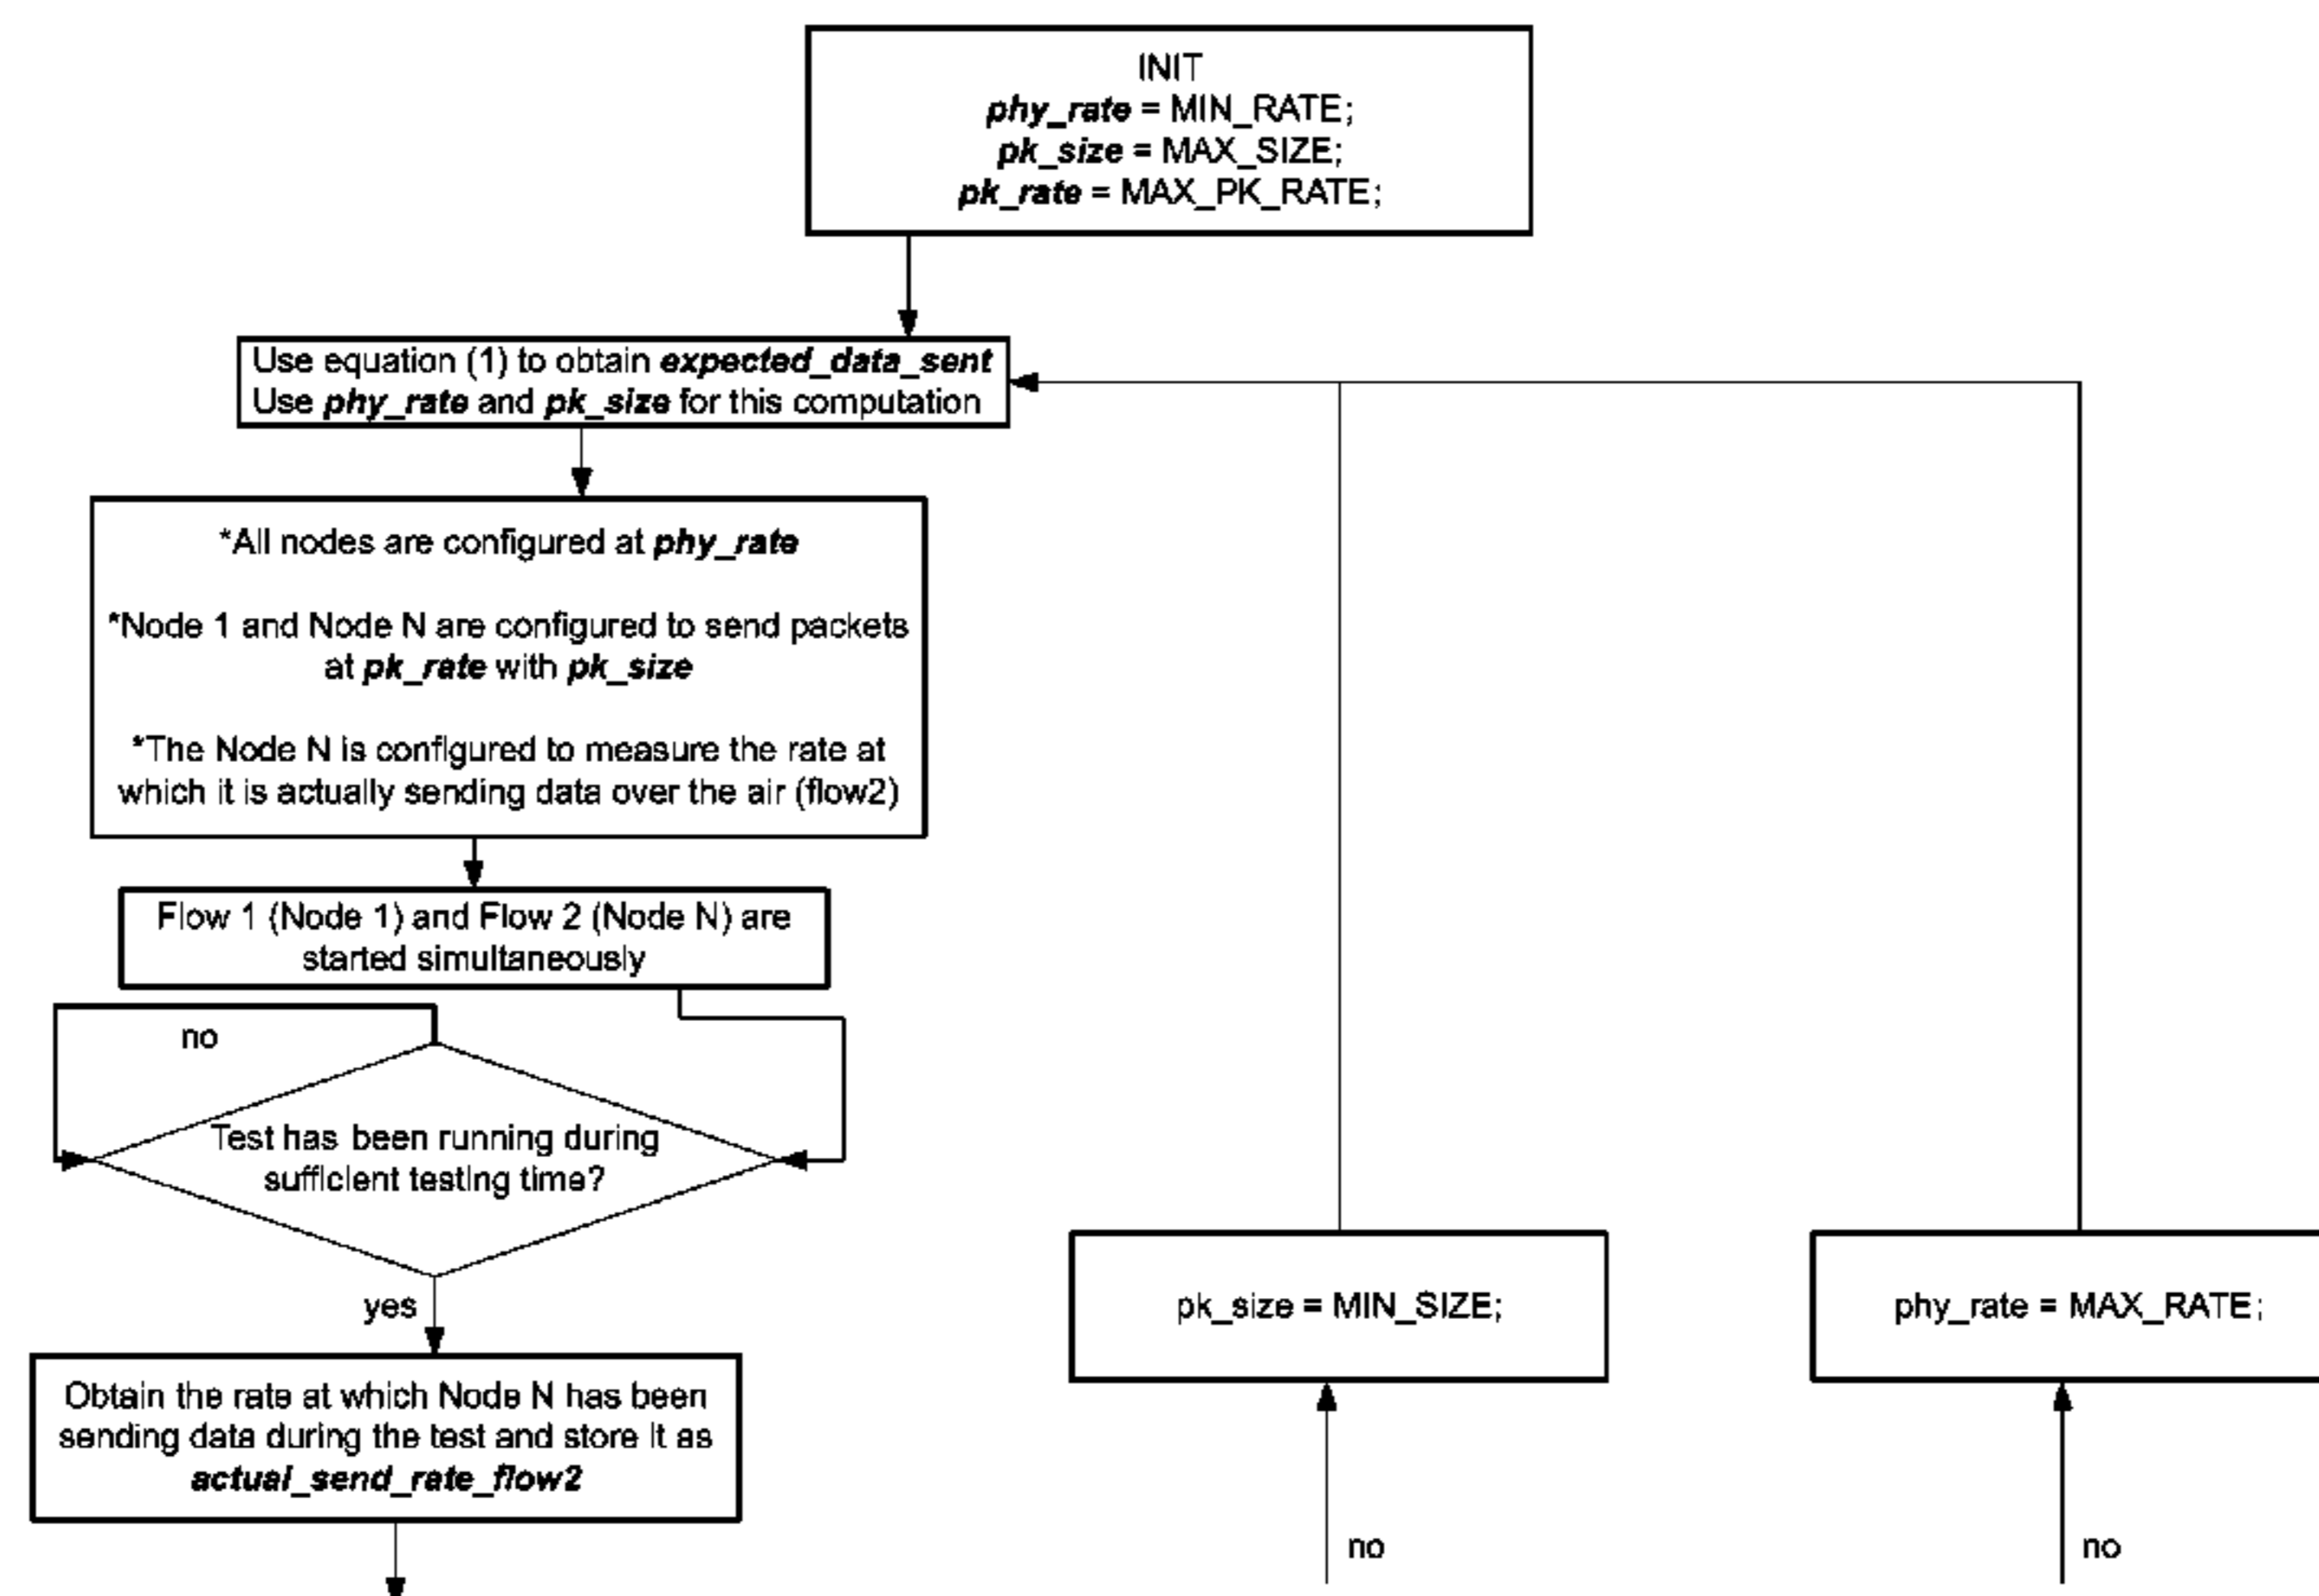 INIT
phy_rate = MIN_RATE;
pk_size = MAX_SIZE;
pk_rate = MAX_PK_RATE;
Use equation (1) to obtain expected_data_sent
Use phy_rate and pk_size for this computation
*All nodes are configured at phy_rate
*Node 1 and Node N are configured to send packets
at pk_rate with pk_size
*The Node N is configured to measure the rate at
which it is actually sending data over the air (flow2)
Flow 1 (Node 1) and Flow 2 (Node N) are
started simultaneously
no
Test has been running during
sufficient testing time?
yes
Obtain the rate at which Node N has been
sending data during the test and store it as
actual_send_rate_flow2
pk_size = MIN_SIZE;
no
phy_rate = MAX_RATE;
no